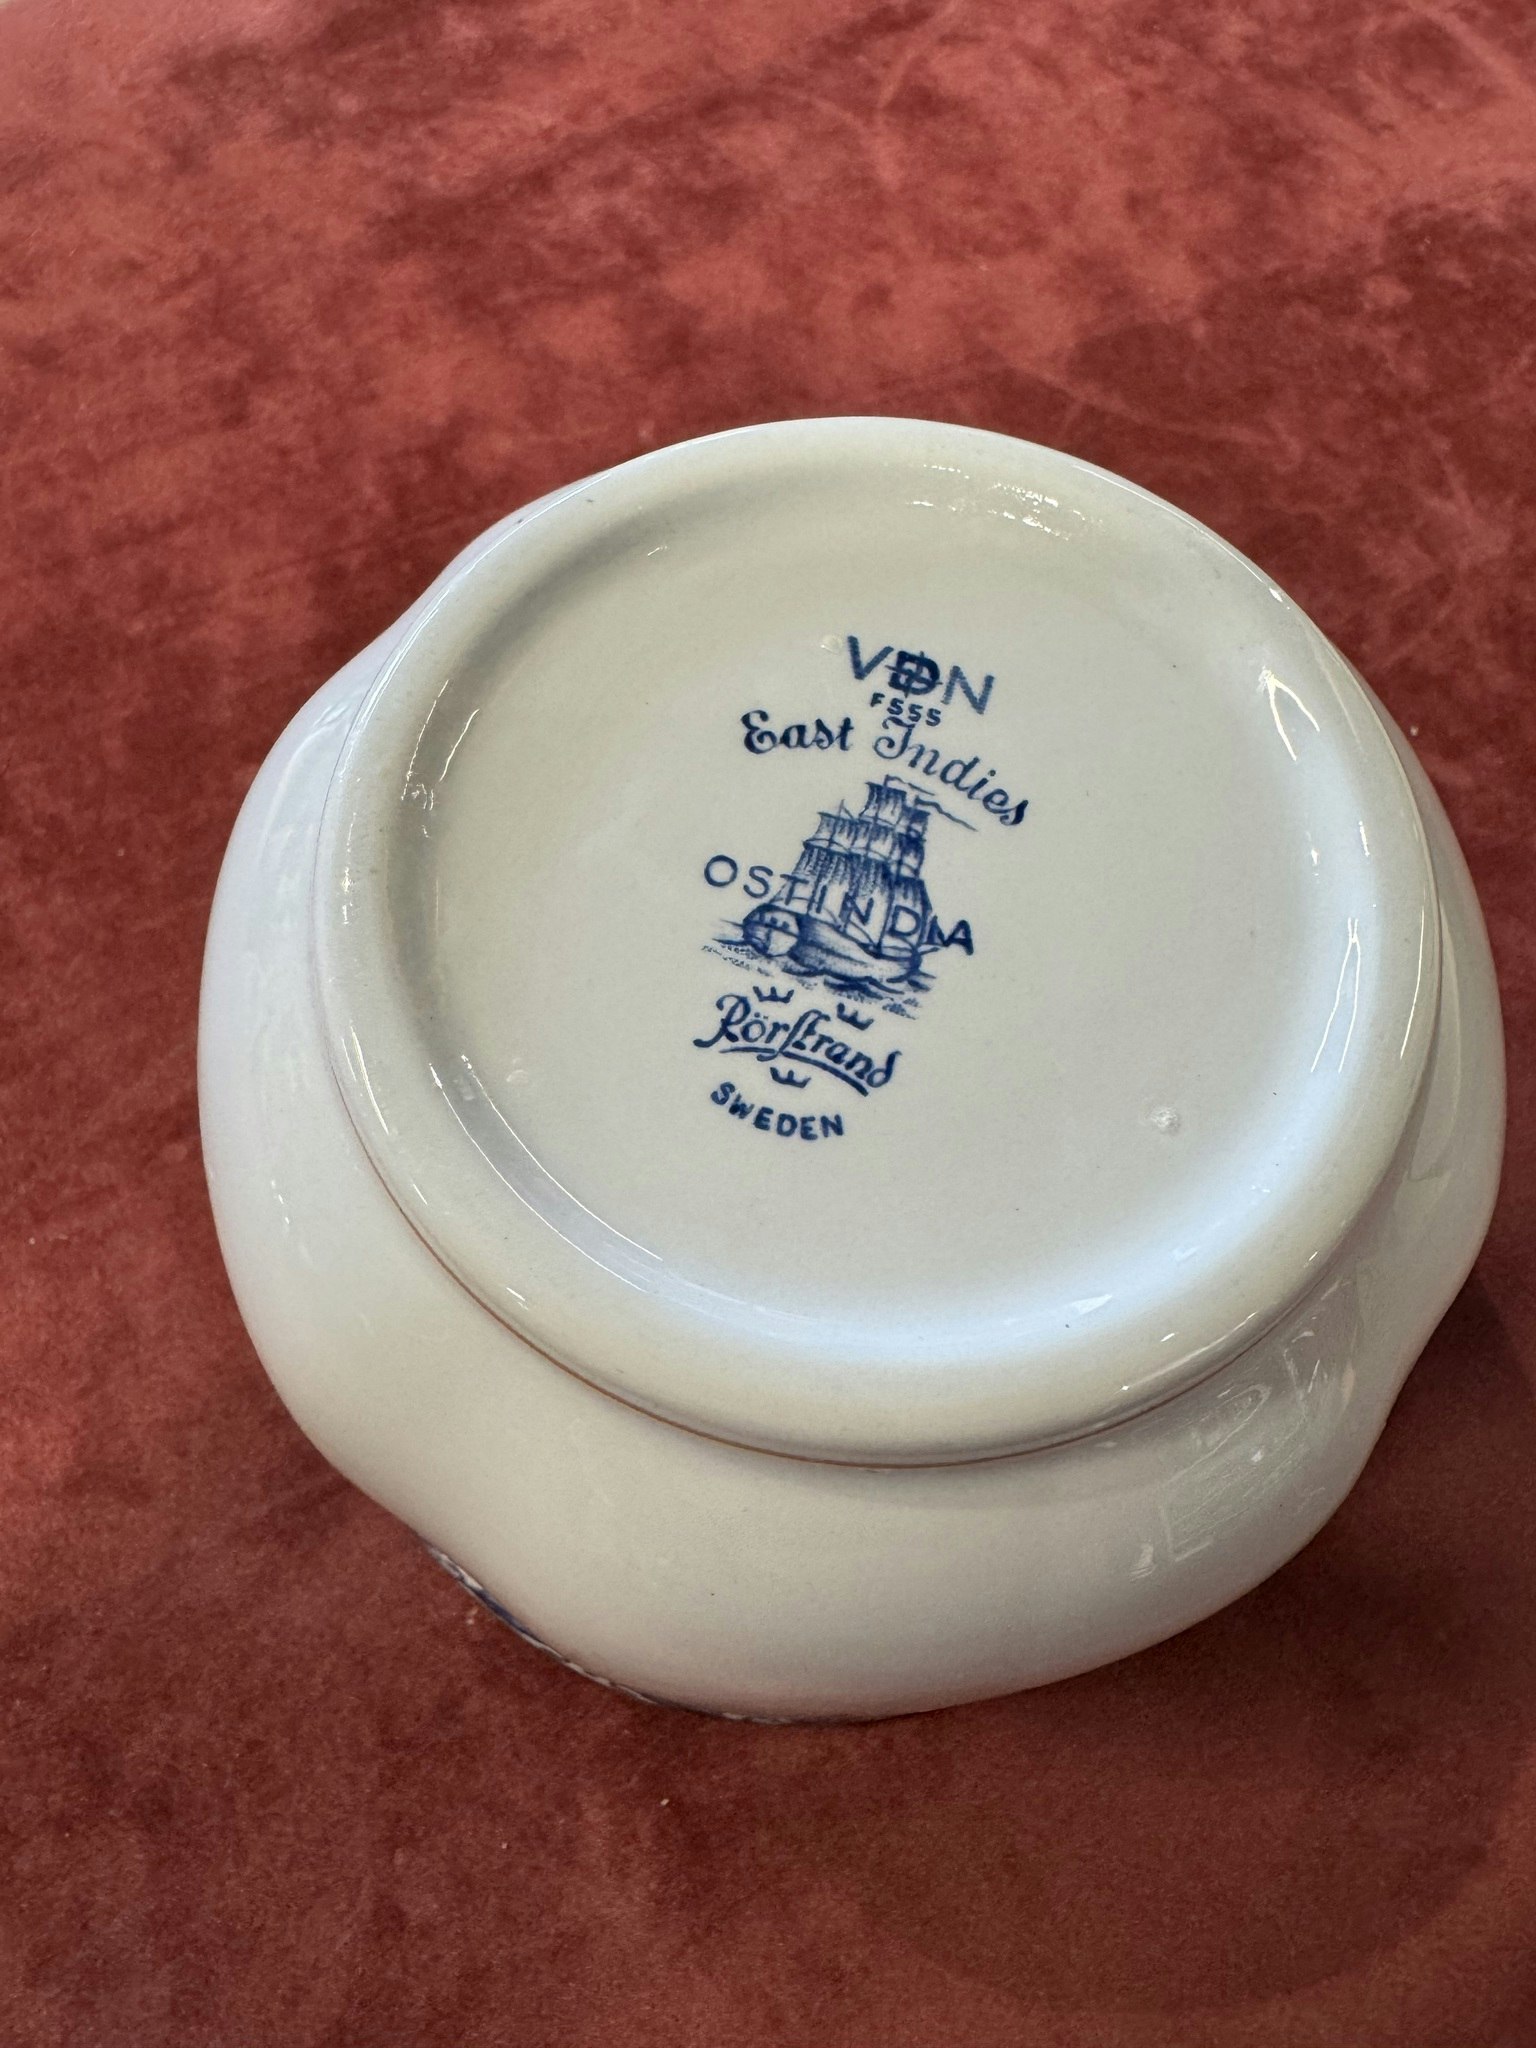 VDN
F555
East Indies
OSTINDIA
Rörstrand
SWEDEN